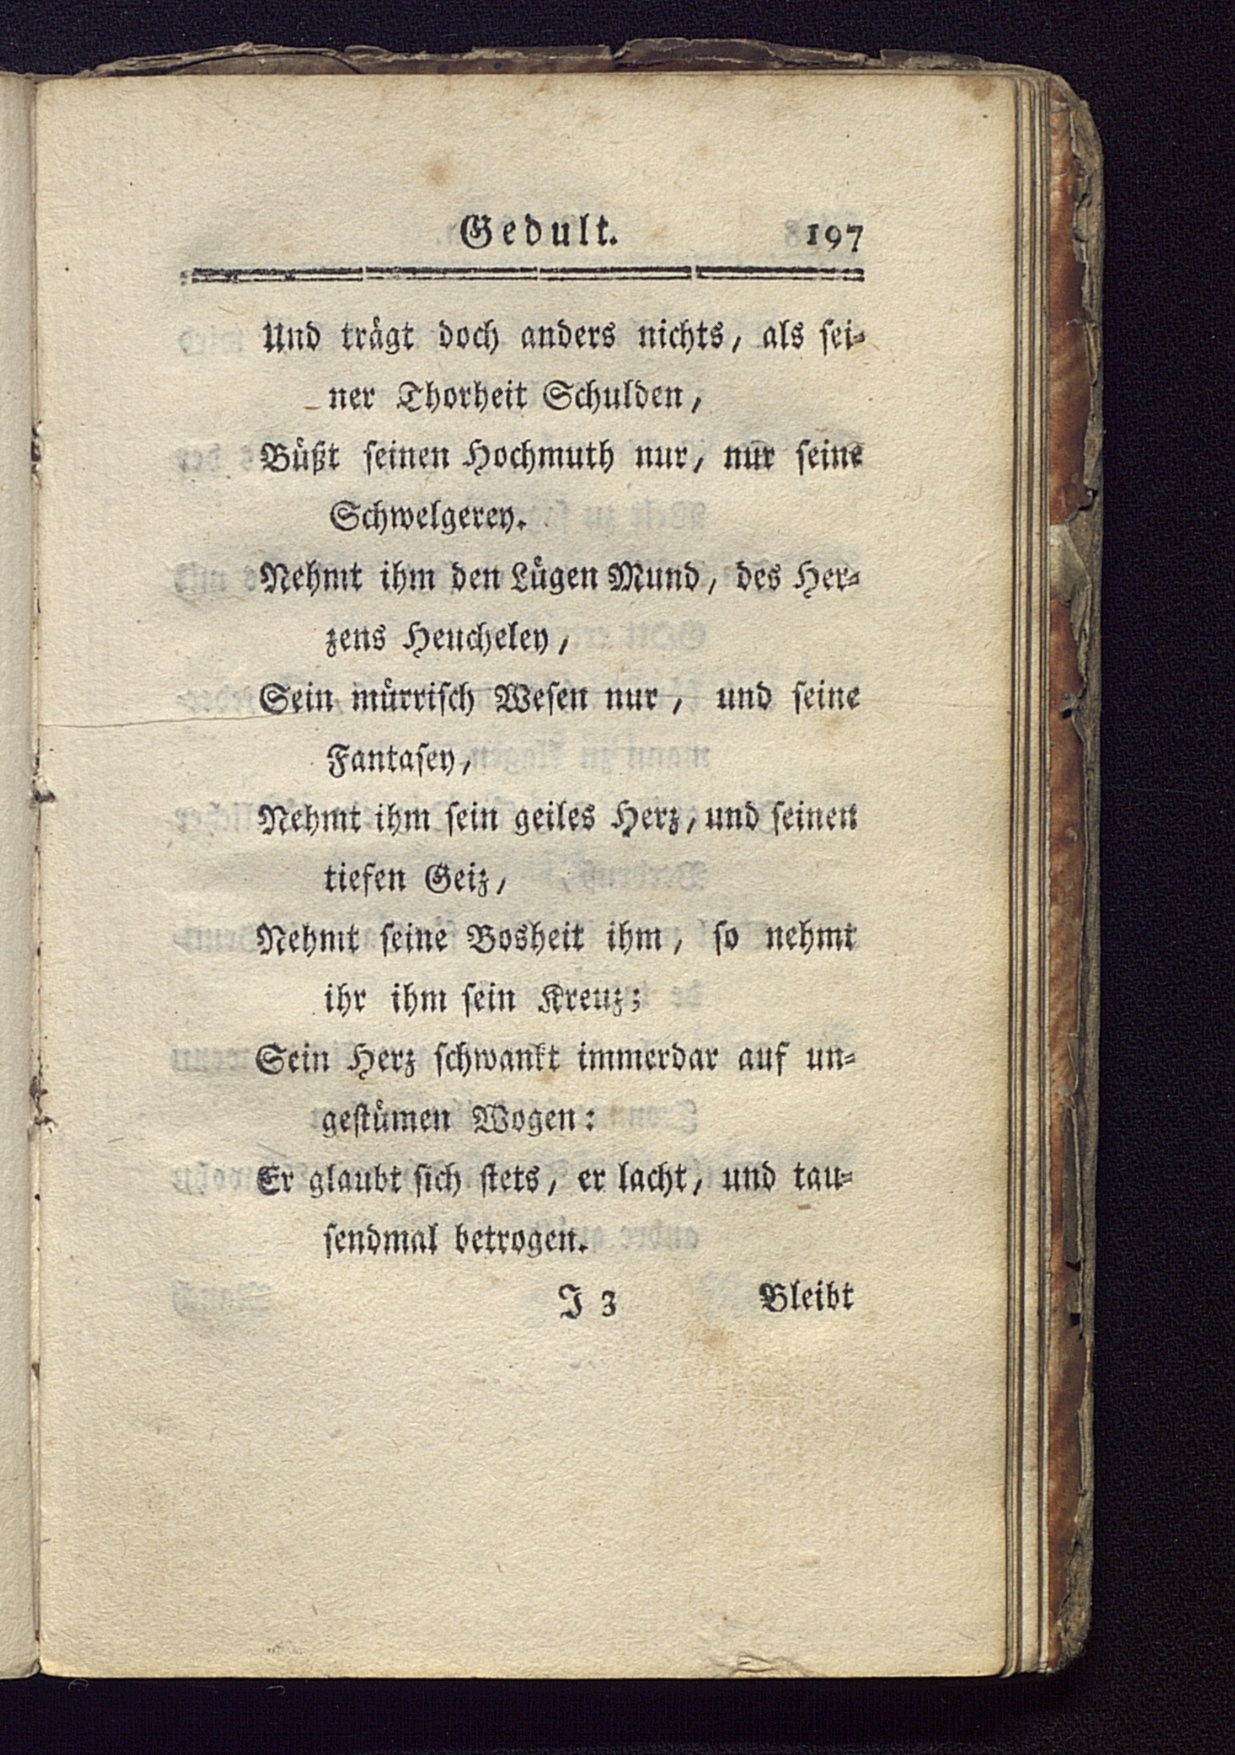 Gedult. 197
Und trägt doch anders nichts, als sei-
ner Thorheit Schulden,
Büßt seinen Hochmuth nur, nur seine
Schwelgerey.
Nehmt ihm den Lügen Mund, des Her-
zens Heucheley,
Sein mürrisch Wesen nur, und seine
Fantasey,
Nehmt ihm sein geiles Herz, und seinen
tiefen Geiz,
Nehmt seine Bosheit ihm, so nehmt
ihr ihm sein Kreuz;
Sein Herz schwankt immerdar auf un-
gestümen Wogen:
Er glaubt sich stets, er lacht, und tau-
sendmal betrogen.
J 3 Bleibt